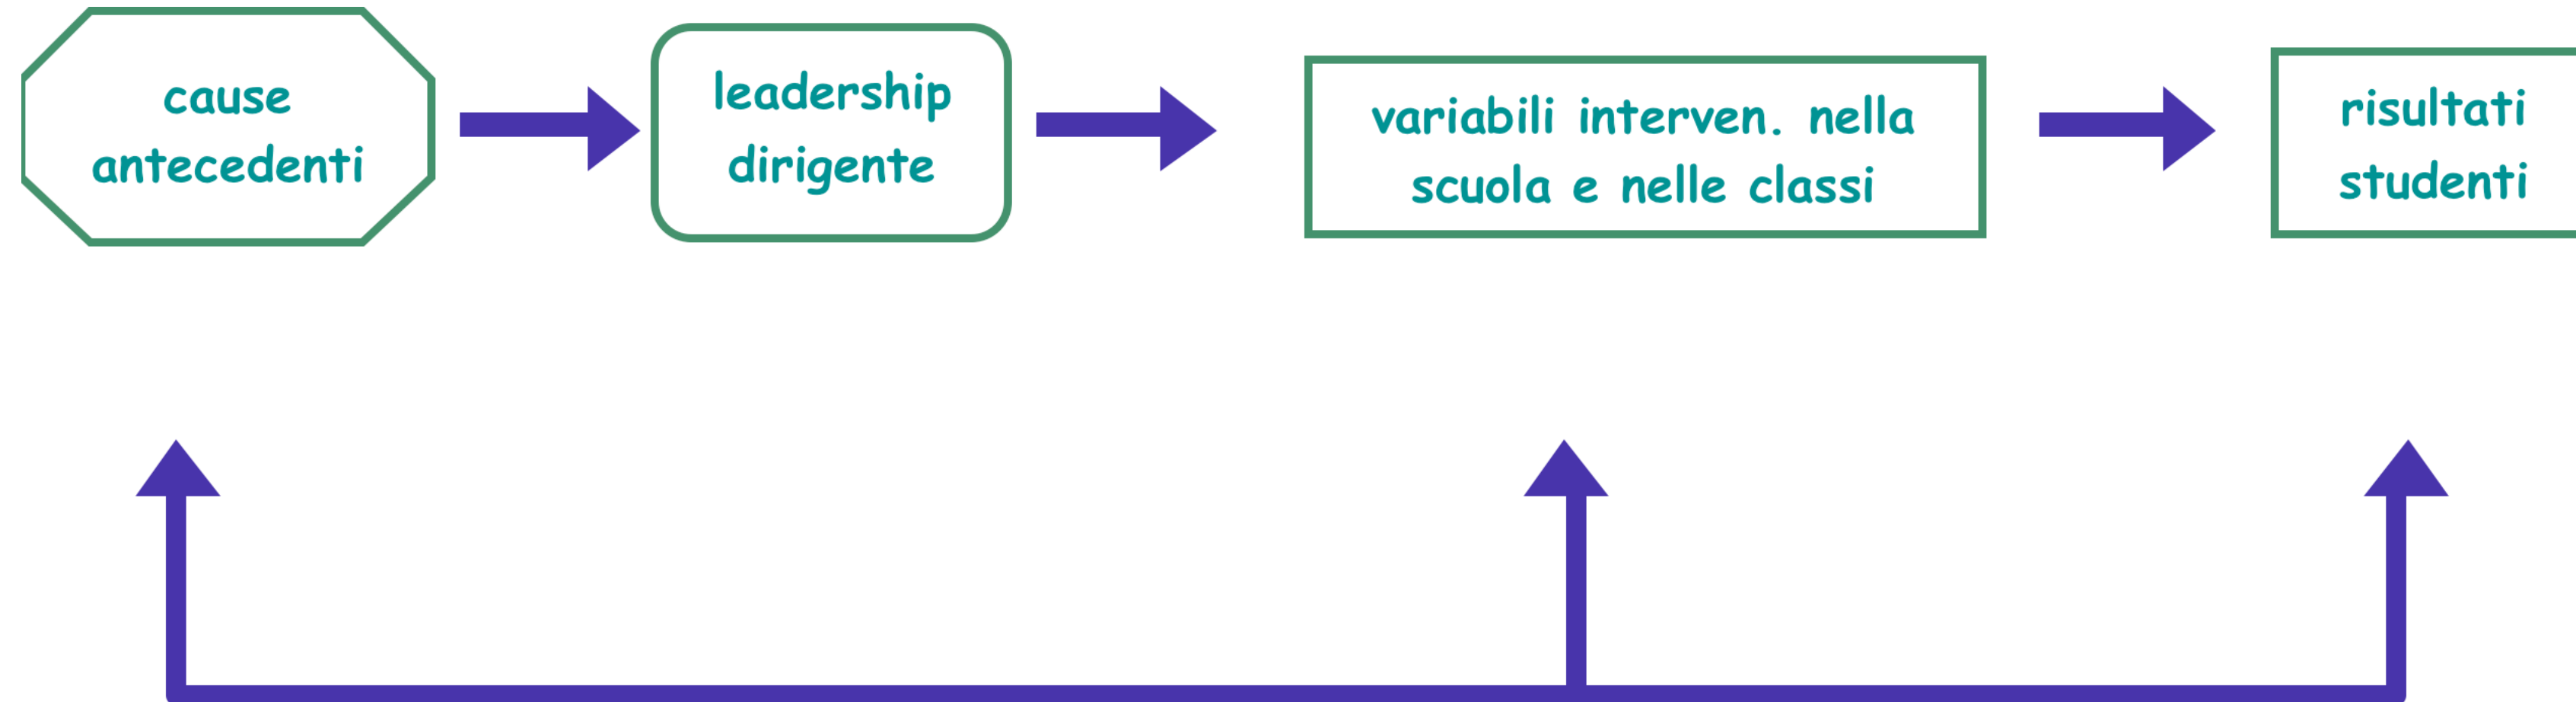 cause
antecedenti
leadership
dirigente
variabili interven. nella
scuola e nelle classi
risultati
studenti